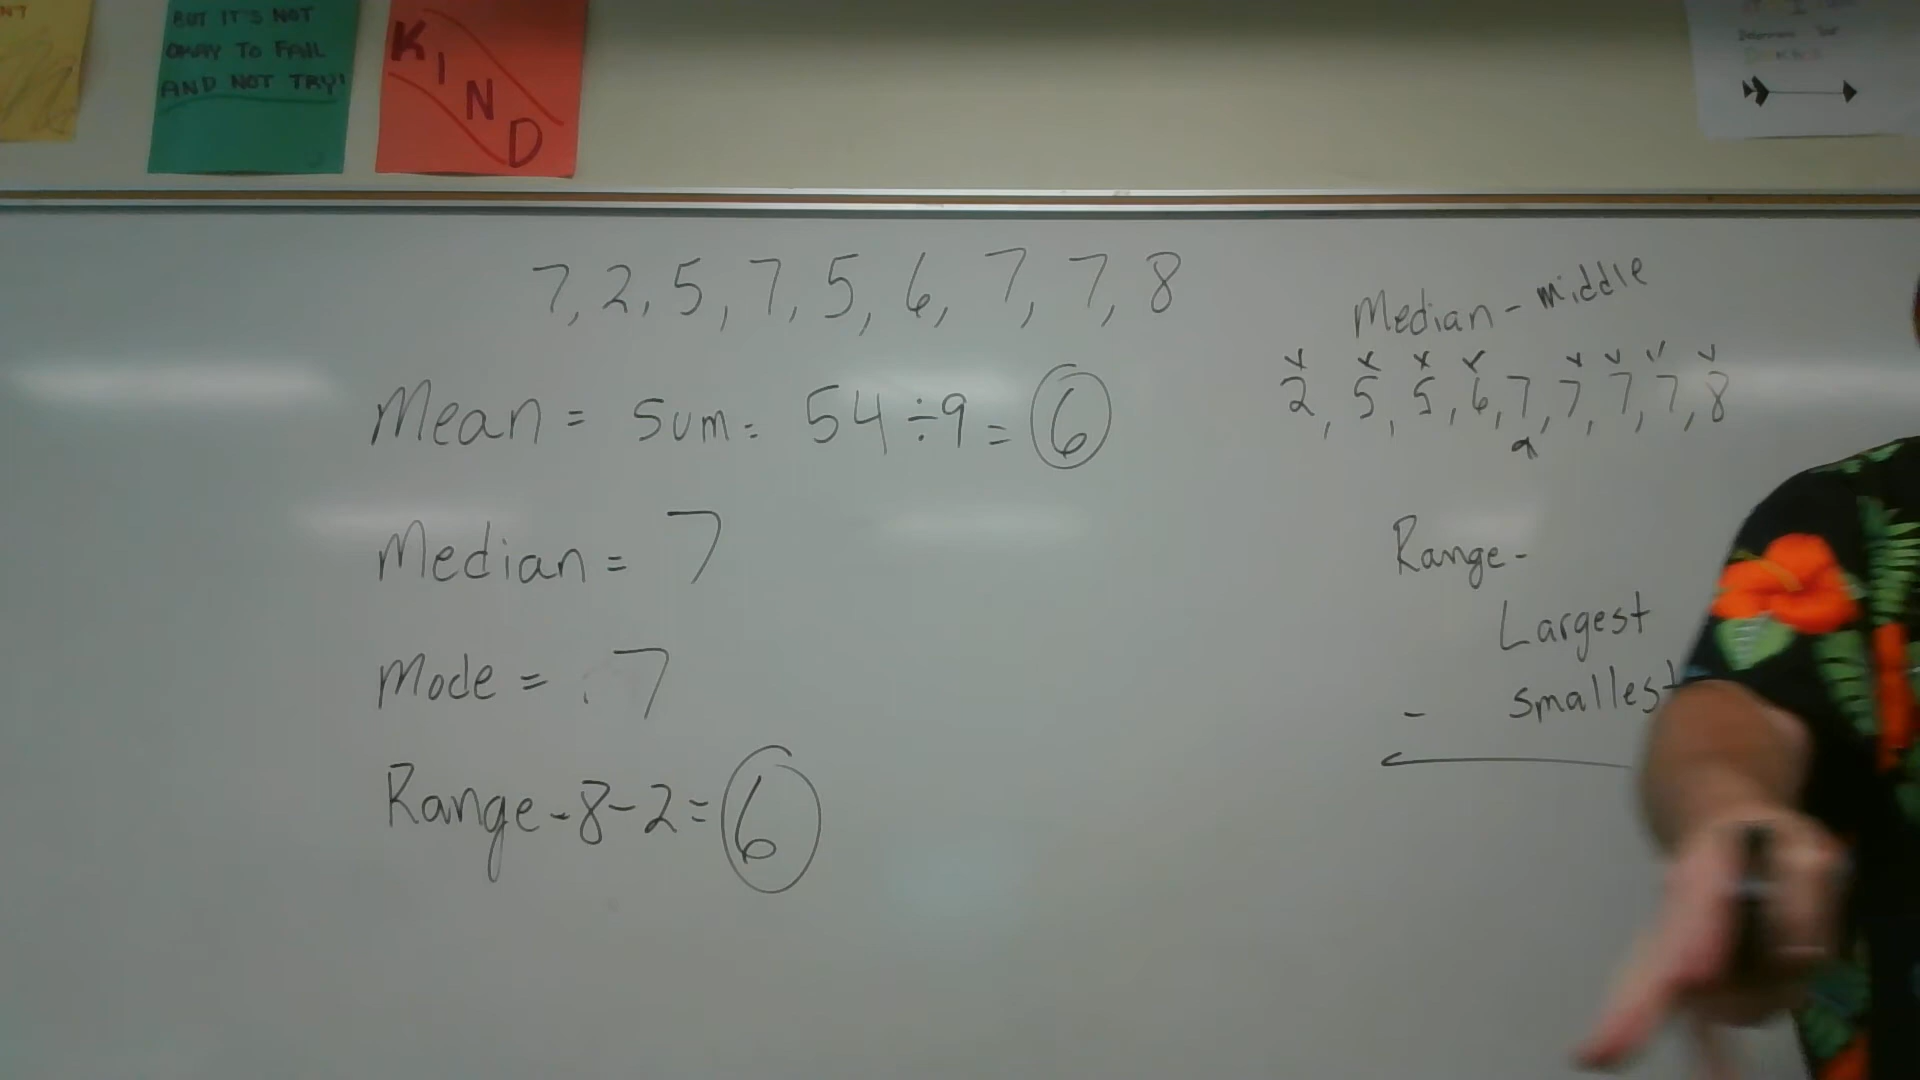 BUT IT'S NOT
OKAY TO FAIL
AND NOT TRY!
KIND
7, 2, 5, 7, 5, 6, 7, 7, 8
Mean = Sum = 54 ÷ 9 = 6
Median = 7
Mode = 7
Range - 8 - 2 = 6
Median - middle
2, 5, 5, 6, 7, 7, 7, 7, 8
Range -
Largest
- smallest